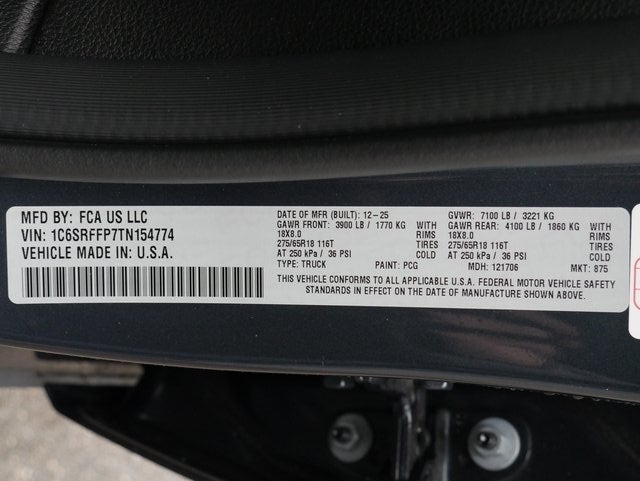 MFD BY: FCA US LLC
VIN: 1C6SRFFP7TN154774
VEHICLE MADE IN: U.S.A.
DATE OF MFR (BUILT): 12-25 GVWR: 7100 LB / 3221 KG
GAWR FRONT: 3900 LB / 1770 KG WITH GAWR REAR: 4100 LB / 1860 KG WITH
18X8.0 RIMS 18X8.0 RIMS
275/65R18 116T TIRES 275/65R18 116T TIRES
AT 250 kPa / 36 PSI COLD AT 250 kPa / 36 PSI COLD
TYPE: TRUCK PAINT: PCG MDH: 121706 MKT: 875
THIS VEHICLE CONFORMS TO ALL APPLICABLE U.S.A. FEDERAL MOTOR VEHICLE SAFETY
STANDARDS IN EFFECT ON THE DATE OF MANUFACTURE SHOWN ABOVE.